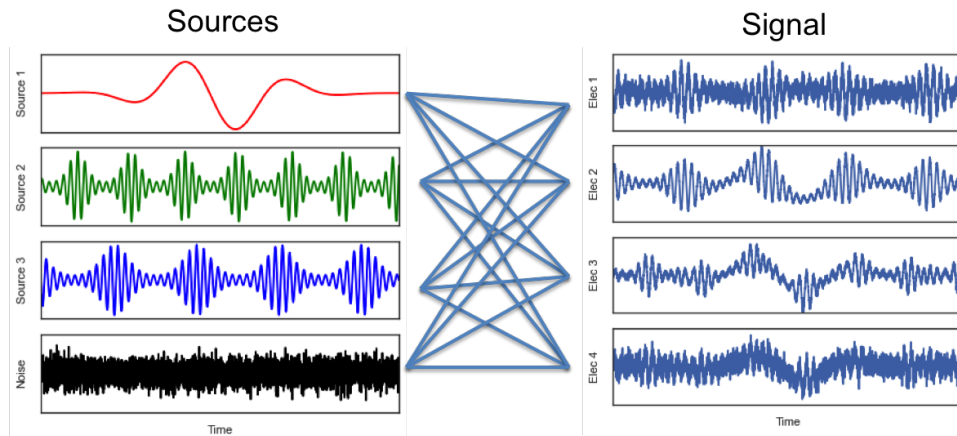 Sources
Signal
Source 1
Source 2
Source 3
Noise
Time
Elec 1
Elec 2
Elec 3
Elec 4
Time